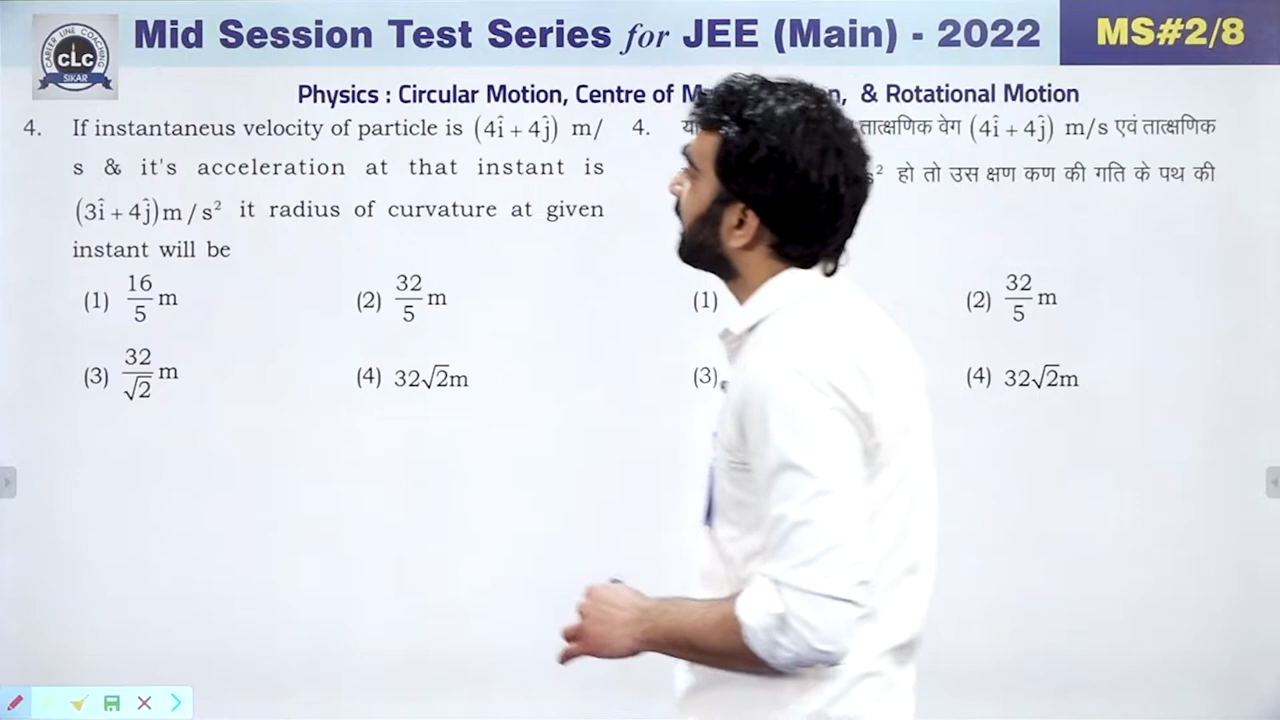 Mid Session Test Series for JEE (Main) - 2022
MS#2/8
CAREER LINE COACHING
CLC
SIKAR
Physics : Circular Motion, Centre of & Rotational Motion
4. If instantaneus velocity of particle is (4î + 4ĵ) m/
s & it's acceleration at that instant is
(3î + 4ĵ) m / s² it radius of curvature at given
instant will be
(1) 16/5 m (2) 32/5 m
(3) 32/√2 m (4) 32√2m
4. तात्क्षणिक वेग (4î + 4ĵ) m/s एवं तात्क्षणिक
हो तो उस क्षण कण की गति के पथ की
(1) (2) 32/5 m
(3) (4) 32√2m